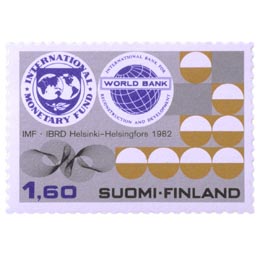 INTERNATIONAL
MONETARY FUND
INTERNATIONAL BANK FOR
WORLD BANK
RECONSTRUCTION AND DEVELOPMENT
IMF · IBRD Helsinki-Helsingfors 1982
1,60
SUOMI-FINLAND